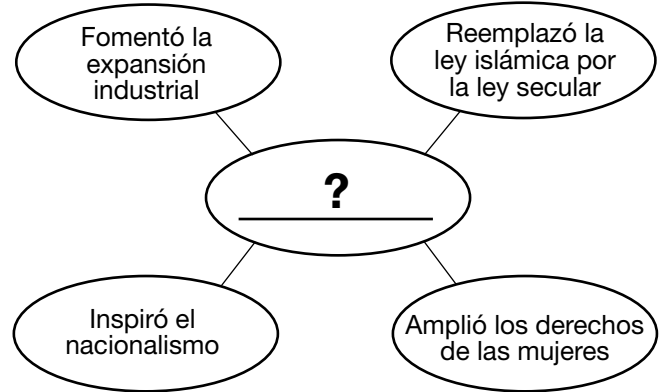 Fomentó la
expansión
industrial
Reemplazó la
ley islámica por
la ley secular
?
Inspiró el
nacionalismo
Amplió los derechos
de las mujeres